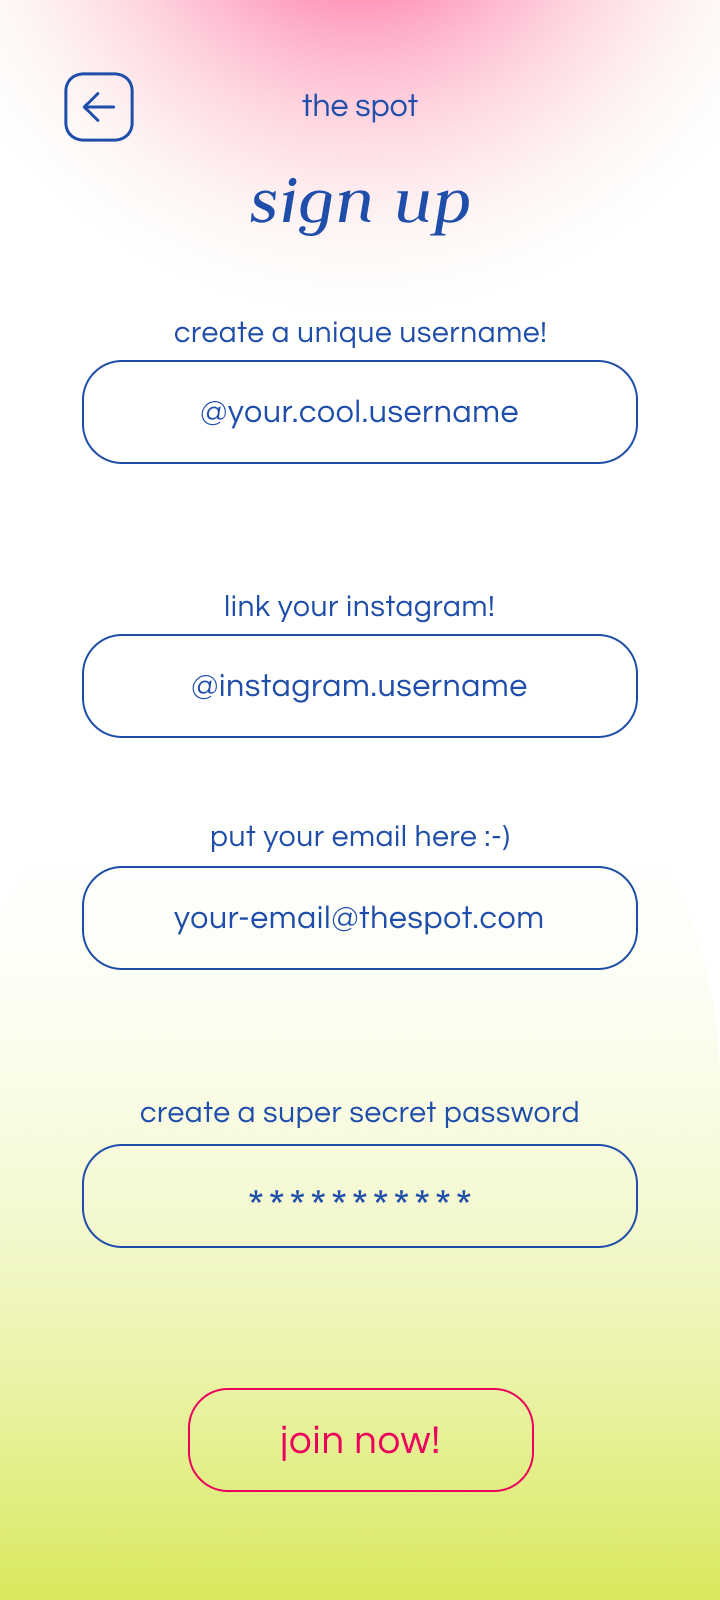 the spot
sign up
create a unique username!
@your.cool.username
link your instagram!
@instagram.username
put your email here :-)
your-email@thespot.com
create a super secret password
***********
join now!